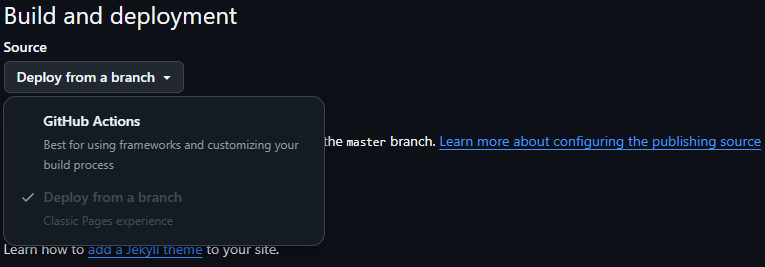 Build and deployment
Source
Deploy from a branch
GitHub Actions
Best for using frameworks and customizing your
build process
the master branch. Learn more about configuring the publishing source
Deploy from a branch
Classic Pages experience
Learn how to add a Jekyll theme to your site.